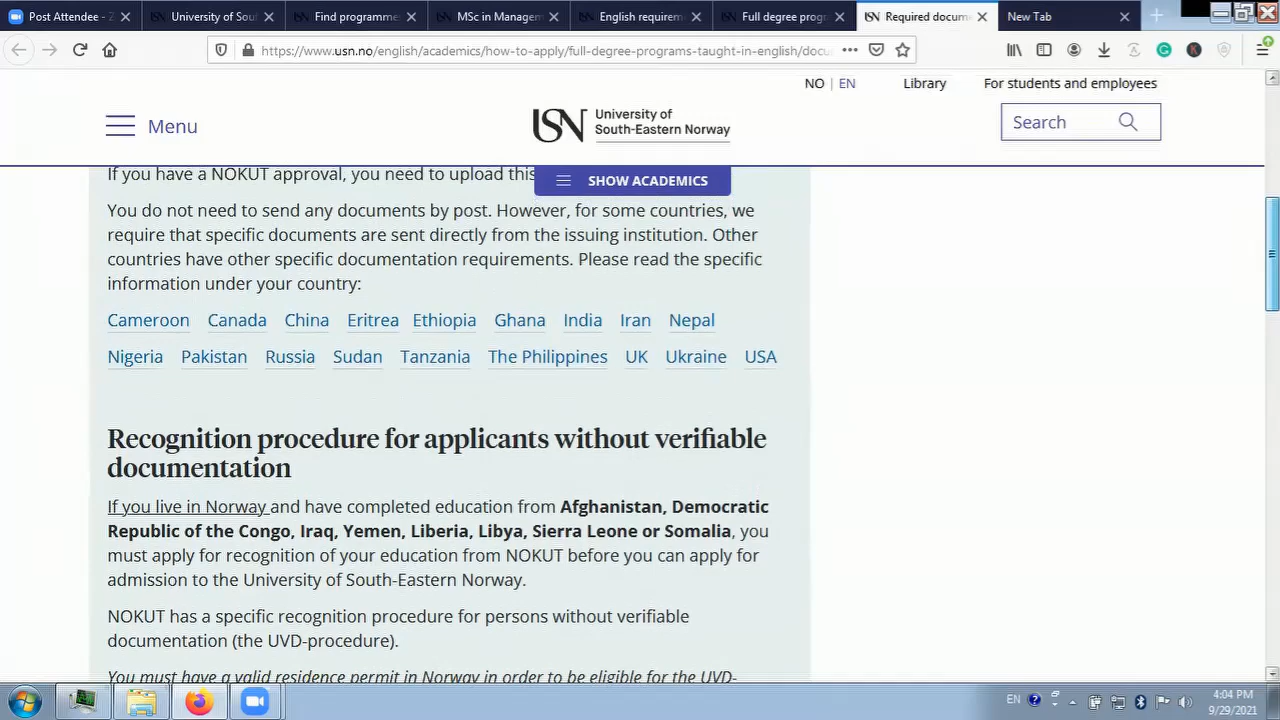 Post Attendee - Z
University of Sou
Find programme
MSc in Managem
English requirem
Full degree prog
Required docum
New Tab
https://www.usn.no/english/academics/how-to-apply/full-degree-programs-taught-in-english/docu
NO | EN
Library
For students and employees
Menu
USN University of
South-Eastern Norway
Search
If you have a NOKUT approval, you need to upload this
SHOW ACADEMICS
You do not need to send any documents by post. However, for some countries, we
require that specific documents are sent directly from the issuing institution. Other
countries have other specific documentation requirements. Please read the specific
information under your country:
Cameroon Canada China Eritrea Ethiopia Ghana India Iran Nepal
Nigeria Pakistan Russia Sudan Tanzania The Philippines UK Ukraine USA
Recognition procedure for applicants without verifiable
documentation
If you live in Norway and have completed education from Afghanistan, Democratic
Republic of the Congo, Iraq, Yemen, Liberia, Libya, Sierra Leone or Somalia, you
must apply for recognition of your education from NOKUT before you can apply for
admission to the University of South-Eastern Norway.
NOKUT has a specific recognition procedure for persons without verifiable
documentation (the UVD-procedure).
You must have a valid residence permit in Norway in order to be eligible for the UVD-
EN
4:04 PM
9/29/2021